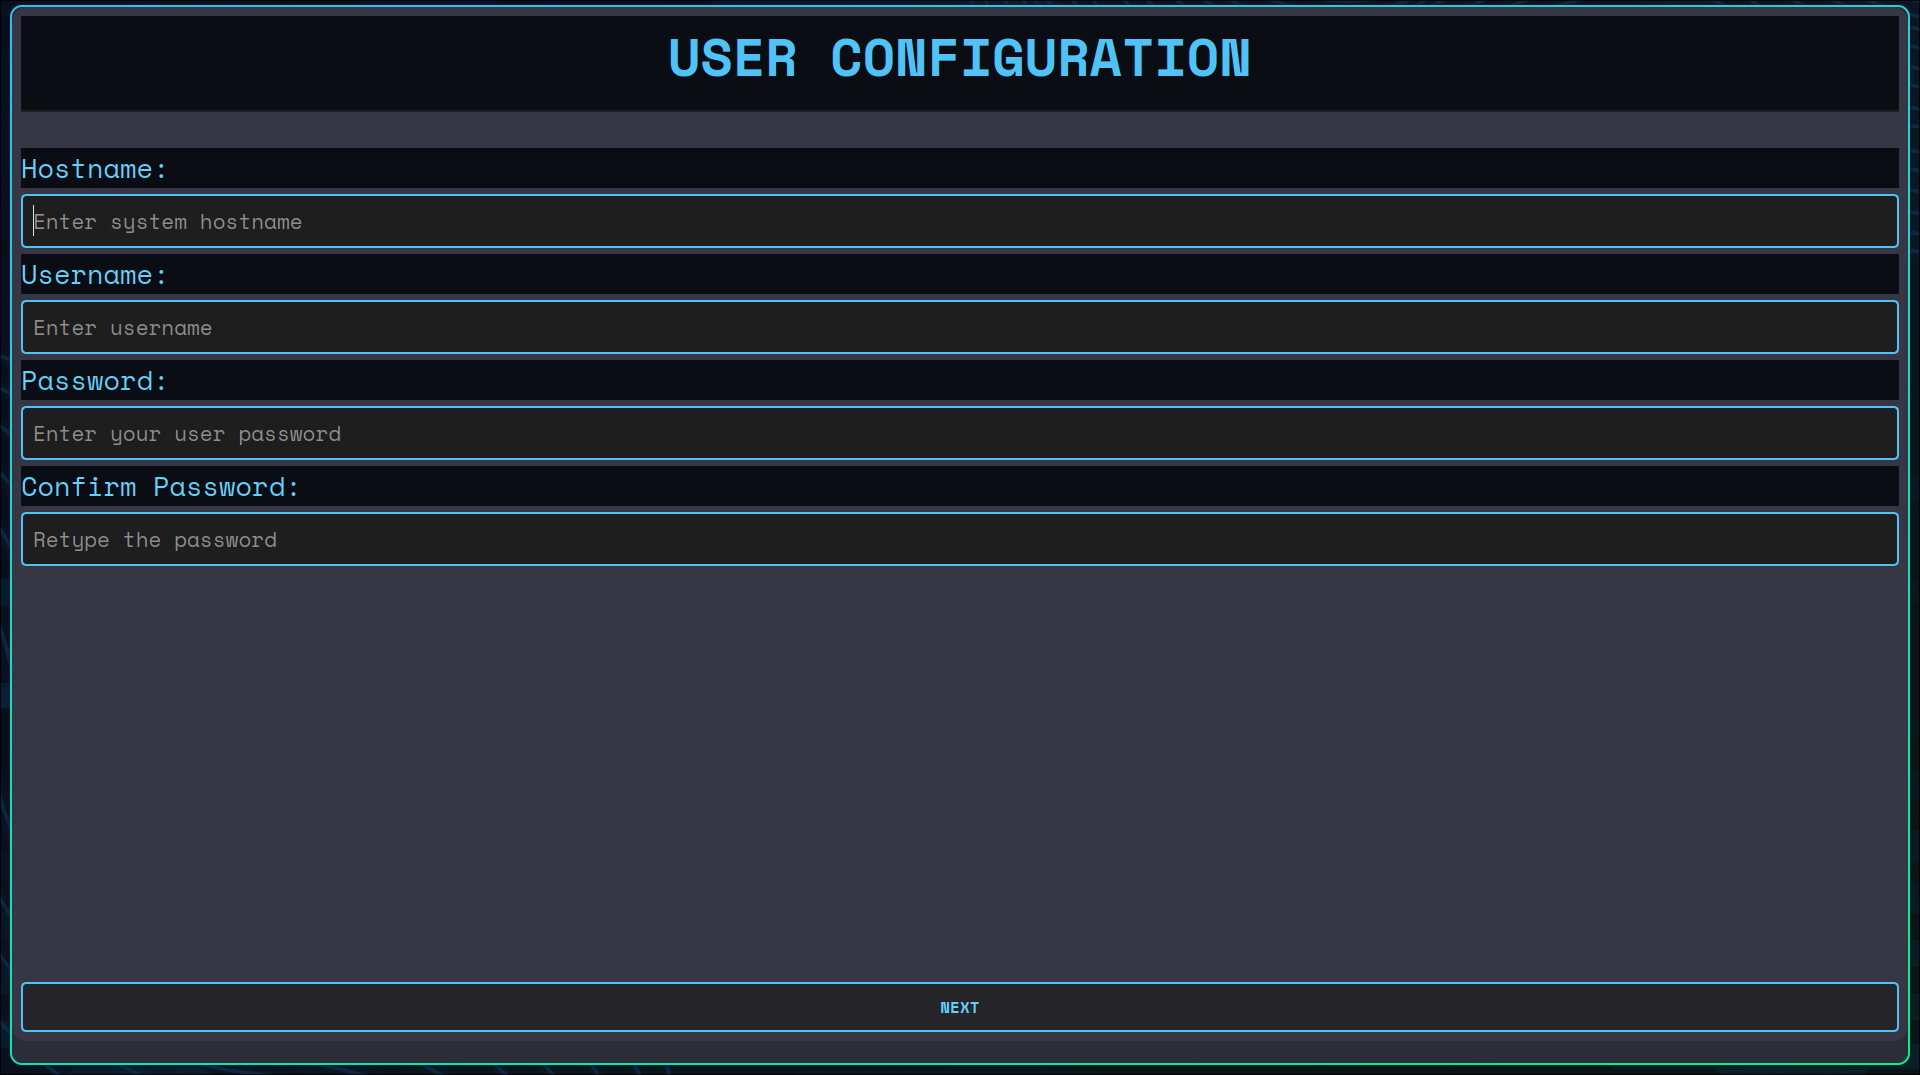 USER CONFIGURATION
Hostname:
Enter system hostname
Username:
Enter username
Password:
Enter your user password
Confirm Password:
Retype the password
NEXT